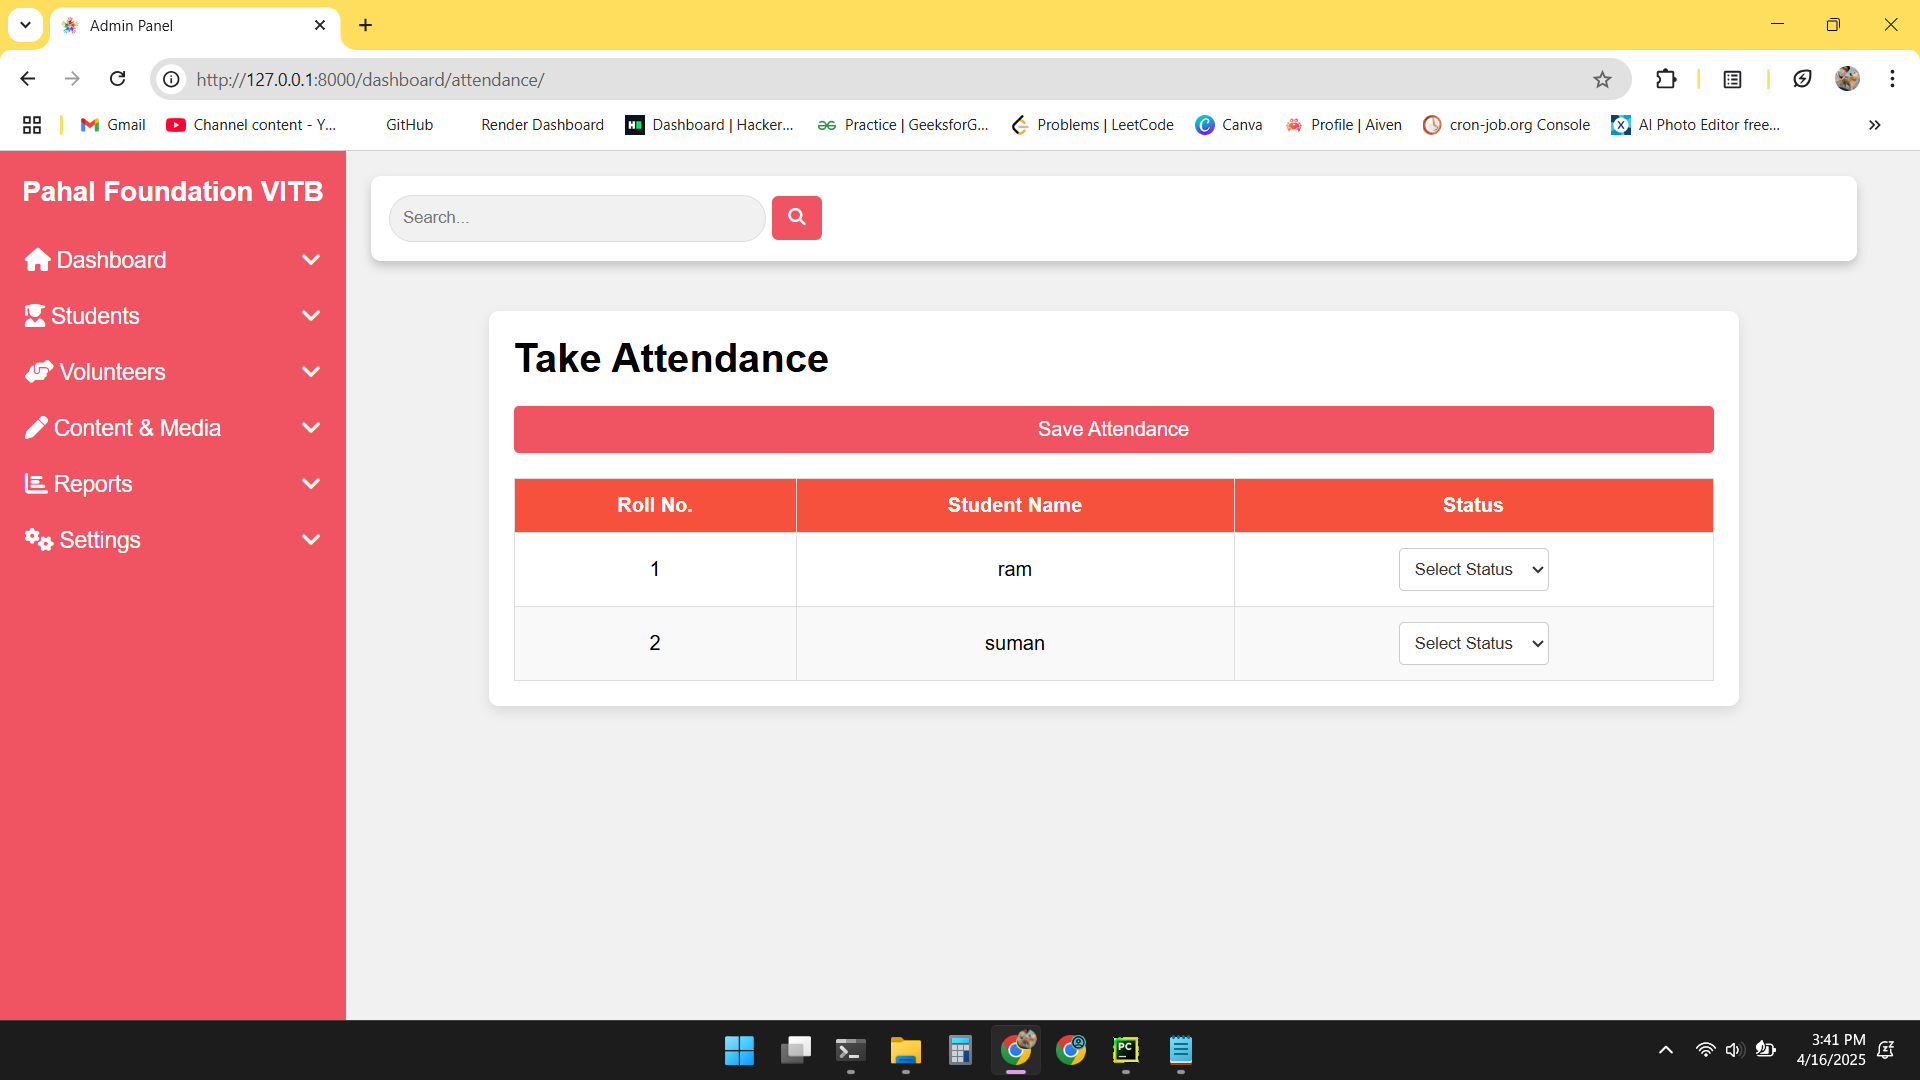 Admin Panel
http://127.0.0.1:8000/dashboard/attendance/
Gmail
Channel content - Y...
GitHub
Render Dashboard
Dashboard | Hacker...
Practice | GeeksforG...
Problems | LeetCode
Canva
Profile | Aiven
cron-job.org Console
AI Photo Editor free...
Pahal Foundation VITB
Dashboard
Students
Volunteers
Content & Media
Reports
Settings
Search...
Take Attendance
Save Attendance
Roll No. Student Name Status
1 ram Select Status
2 suman Select Status
3:41 PM
4/16/2025